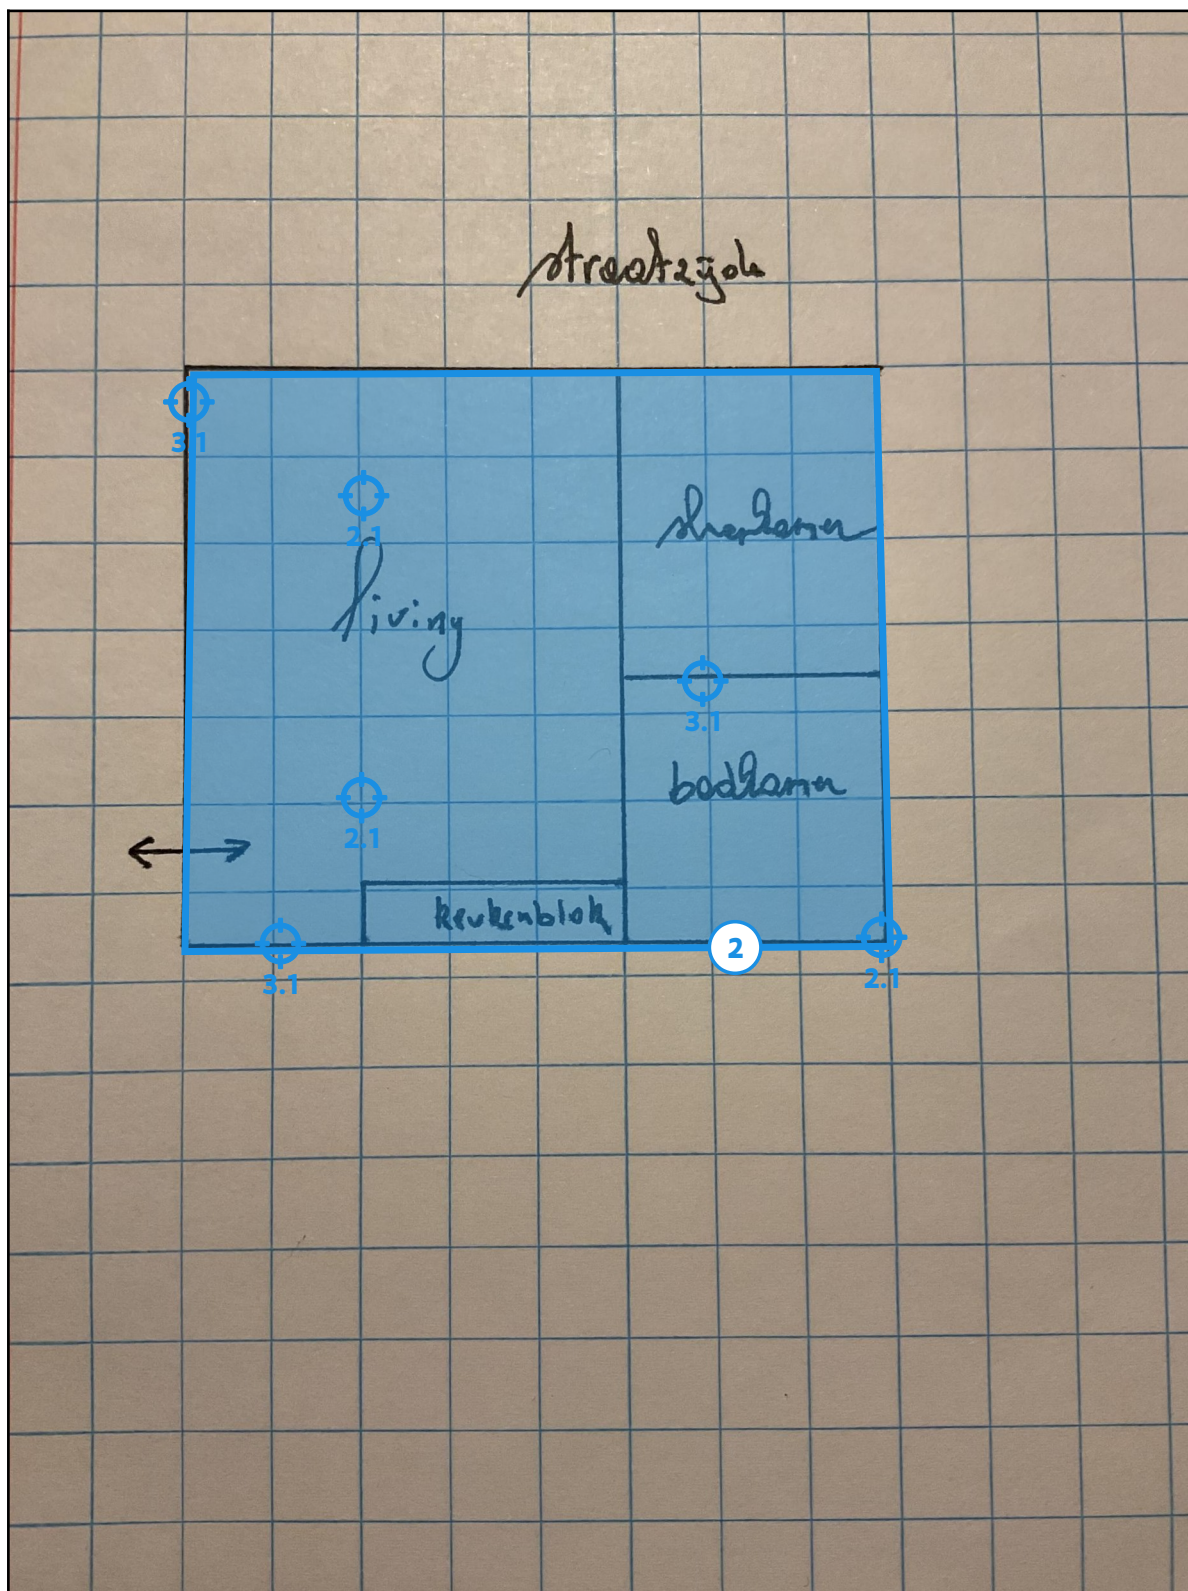 straatzijde
3.1
2.1
slaapkamer
living
3.1
badkamer
2.1
keukenblok
2
3.1
2.1